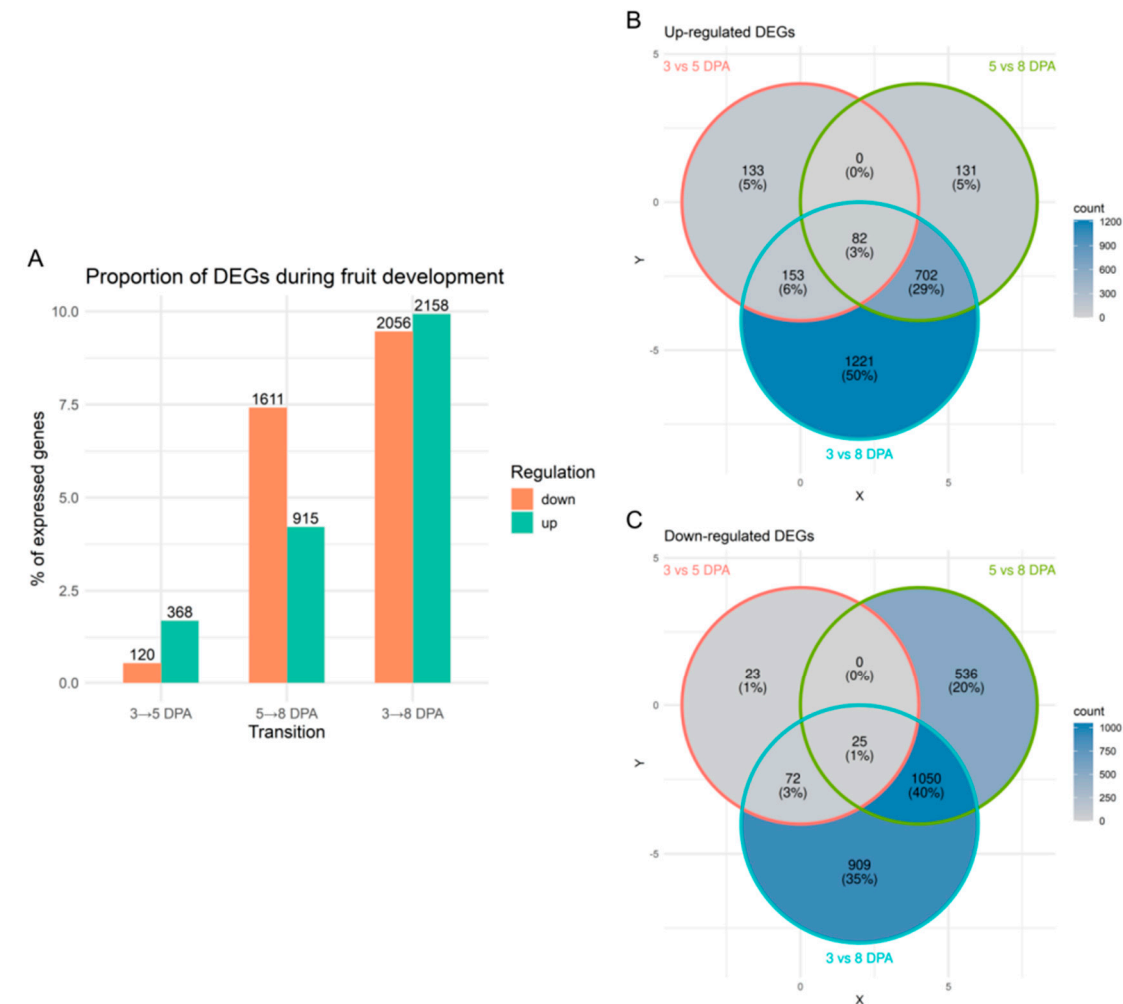 A
Proportion of DEGs during fruit development
10.0
7.5
5.0
2.5
0.0
% of expressed genes
120
368
1611
915
2056
2158
3→5 DPA
5→8 DPA
3→8 DPA
Transition
Regulation
down
up
B
Up-regulated DEGs
3 vs 5 DPA
5 vs 8 DPA
5
0
-5
Y
133
(5%)
0
(0%)
131
(5%)
82
(3%)
153
(6%)
702
(29%)
1221
(50%)
3 vs 8 DPA
0
5
X
count
1200
900
600
300
0
C
Down-regulated DEGs
3 vs 5 DPA
5 vs 8 DPA
5
0
-5
Y
23
(1%)
0
(0%)
536
(20%)
25
(1%)
72
(3%)
1050
(40%)
909
(35%)
3 vs 8 DPA
0
5
X
count
1000
750
500
250
0